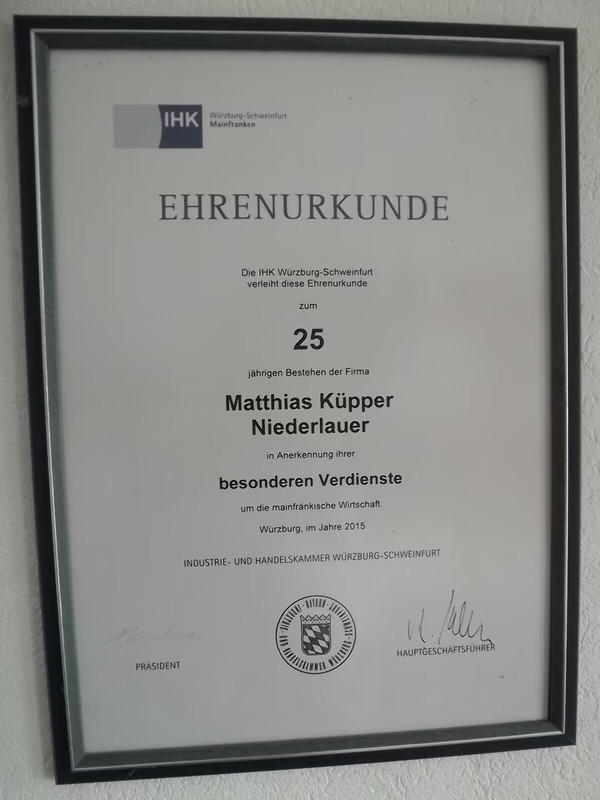 IHK
Würzburg-Schweinfurt
Mainfranken
EHRENURKUNDE
Die IHK Würzburg-Schweinfurt
verleiht diese Ehrenurkunde
zum
25
jährigen Bestehen der Firma
Matthias Küpper
Niederlauer
in Anerkennung ihrer
besonderen Verdienste
um die mainfränkische Wirtschaft.
Würzburg, im Jahre 2015
INDUSTRIE- UND HANDELSKAMMER WÜRZBURG-SCHWEINFURT
PRÄSIDENT
HAUPTGESCHÄFTSFÜHRER